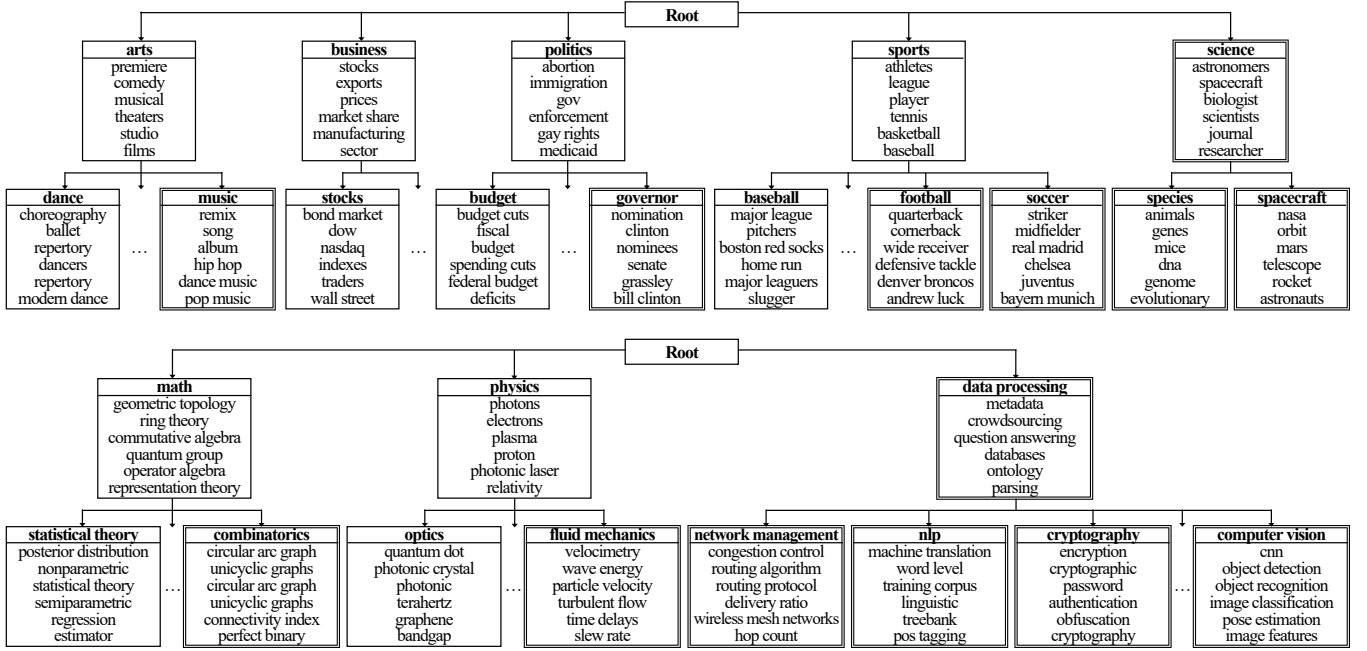 Root
arts
premiere
comedy
musical
theaters
studio
films
business
stocks
exports
prices
market share
manufacturing
sector
politics
abortion
immigration
gov
enforcement
gay rights
medicaid
sports
athletes
league
player
tennis
basketball
baseball
science
astronomers
spacecraft
biologist
scientists
journal
researcher
dance
choreography
ballet
repertory
dancers
repertory
modern dance
...
music
remix
song
album
hip hop
dance music
pop music
stocks
bond market
dow
nasdaq
indexes
traders
wall street
...
budget
budget cuts
fiscal
budget
spending cuts
federal budget
deficits
...
governor
nomination
clinton
nominees
senate
grassley
bill clinton
baseball
major league
pitchers
boston red socks
home run
major leaguers
slugger
...
football
quarterback
cornerback
wide receiver
defensive tackle
denver broncos
andrew luck
soccer
striker
midfielder
real madrid
chelsea
juventus
bayern munich
species
animals
genes
mice
dna
genome
evolutionary
spacecraft
nasa
orbit
mars
telescope
rocket
astronauts
Root
math
geometric topology
ring theory
commutative algebra
quantum group
operator algebra
representation theory
physics
photons
electrons
plasma
proton
photonic laser
relativity
data processing
metadata
crowdsourcing
question answering
databases
ontology
parsing
statistical theory
posterior distribution
nonparametric
statistical theory
semiparametric
regression
estimator
...
combinatorics
circular arc graph
unicyclic graphs
circular arc graph
unicyclic graphs
connectivity index
perfect binary
optics
quantum dot
photonic crystal
photonic
terahertz
graphene
bandgap
...
fluid mechanics
velocimetry
wave energy
particle velocity
turbulent flow
time delays
slew rate
network management
congestion control
routing algorithm
routing protocol
delivery ratio
wireless mesh networks
hop count
nlp
machine translation
word level
training corpus
linguistic
treebank
pos tagging
cryptography
encryption
cryptographic
password
authentication
obfuscation
cryptography
...
computer vision
cnn
object detection
object recognition
image classification
pose estimation
image features